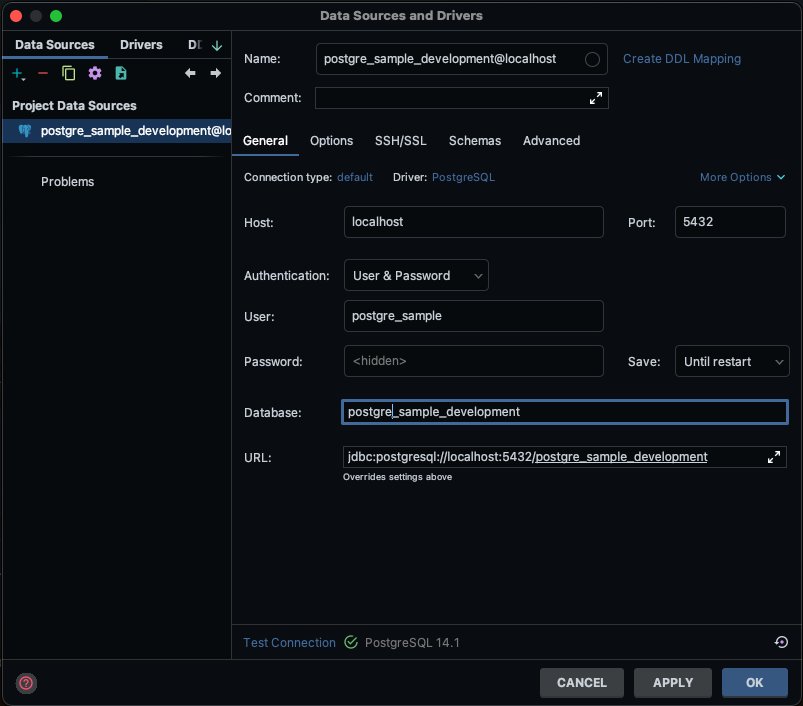 Data Sources and Drivers
Data Sources
Drivers
Project Data Sources
postgre_sample_development@lo
Problems
Name:
postgre_sample_development@localhost
Create DDL Mapping
Comment:
General
Options
SSH/SSL
Schemas
Advanced
Connection type: default
Driver: PostgreSQL
More Options
Host:
localhost
Port:
5432
Authentication:
User & Password
User:
postgre_sample
Password:
<hidden>
Save:
Until restart
Database:
postgre_sample_development
URL:
jdbc:postgresql://localhost:5432/postgre_sample_development
Overrides settings above
Test Connection
PostgreSQL 14.1
CANCEL
APPLY
OK